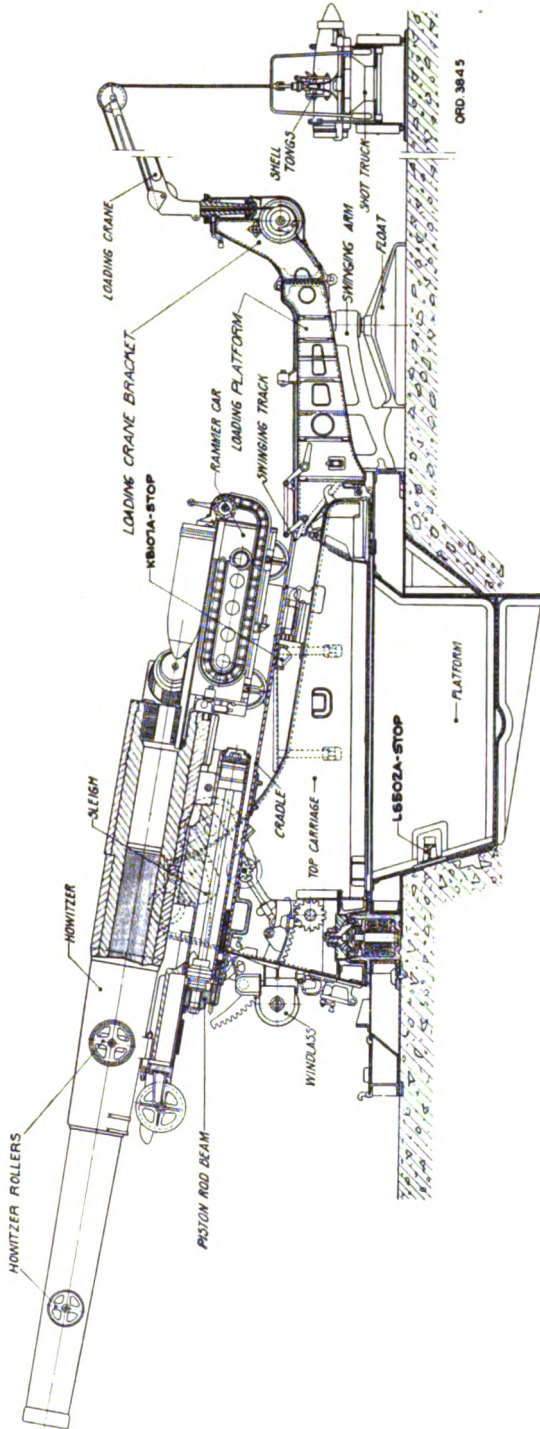 HOWITZER ROLLERS
HOWITZER
SLEIGH
PISTON ROD BEAM
WINDLASS
CRADLE
TOP CARRIAGE
L6502A-STOP
PLATFORM
K8107A-STOP
LOADING CRANE BRACKET
RAMMER CAR
LOADING PLATFORM
SWINGING TRACK
LOADING CRANE
SHELL
TONGS
SHOT TRUCK
SWINGING ARM
FLOAT
ORD. 3845